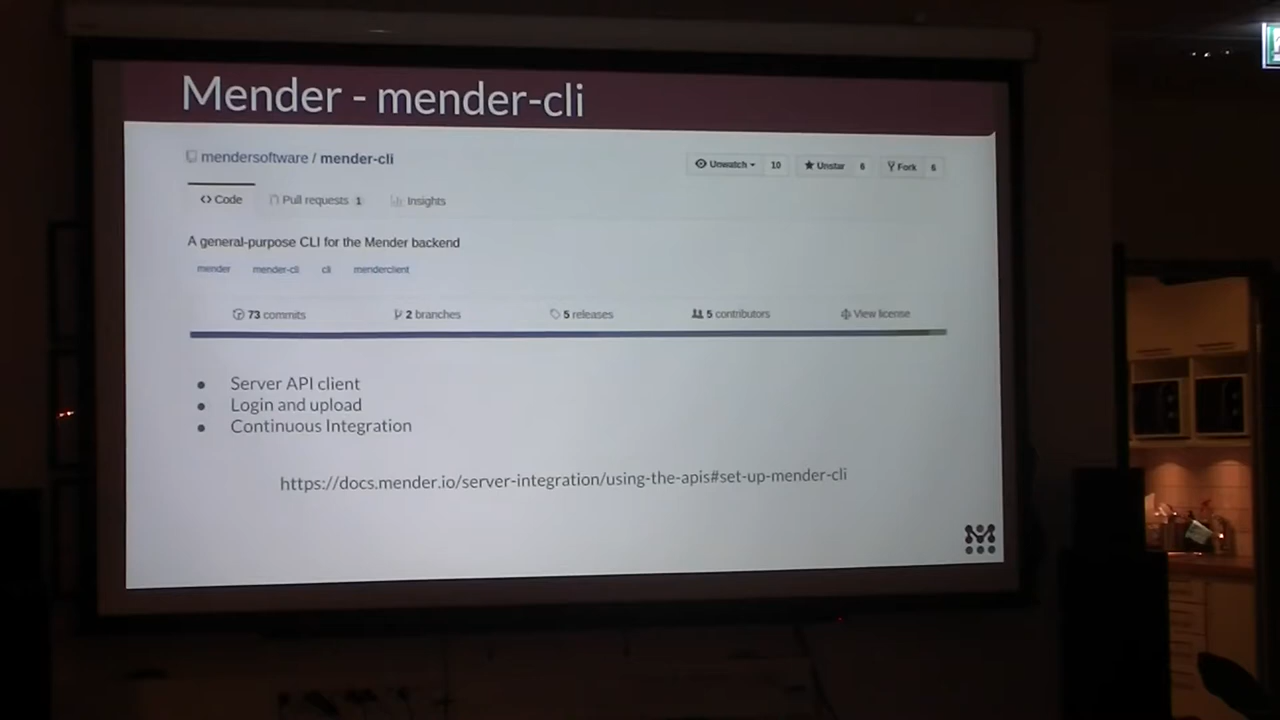 Mender - mender-cli
mendersoftware / mender-cli
Unwatch 10 Unstar 6 Fork 6
Code Pull requests 1 Insights
A general-purpose CLI for the Mender backend
mender mender-cli cli menderclient
73 commits 2 branches 5 releases 5 contributors View license
● Server API client
● Login and upload
● Continuous Integration
https://docs.mender.io/server-integration/using-the-apis#set-up-mender-cli